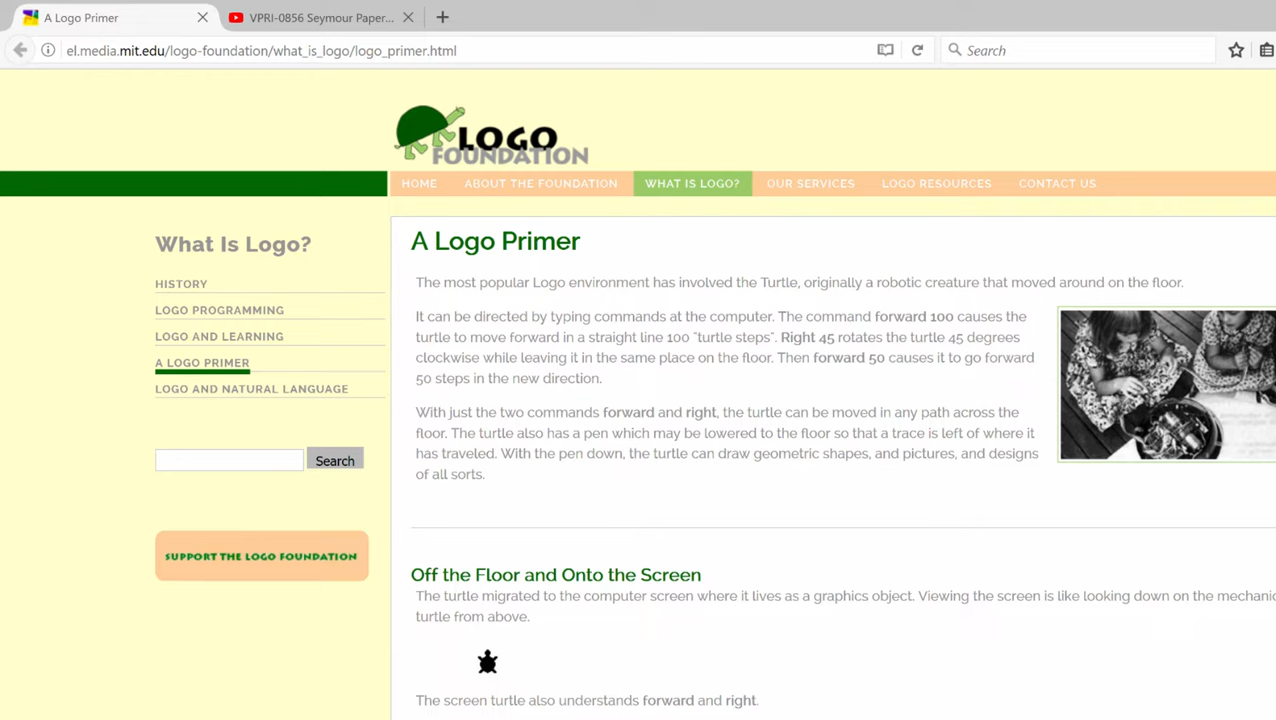 A Logo Primer
VPRI-0856 Seymour Paper...
el.media.mit.edu/logo-foundation/what_is_logo/logo_primer.html
Search
LOGO
FOUNDATION
HOME
ABOUT THE FOUNDATION
WHAT IS LOGO?
OUR SERVICES
LOGO RESOURCES
CONTACT US
What Is Logo?
HISTORY
LOGO PROGRAMMING
LOGO AND LEARNING
A LOGO PRIMER
LOGO AND NATURAL LANGUAGE
Search
SUPPORT THE LOGO FOUNDATION
A Logo Primer
The most popular Logo environment has involved the Turtle, originally a robotic creature that moved around on the floor.
It can be directed by typing commands at the computer. The command forward 100 causes the
turtle to move forward in a straight line 100 "turtle steps". Right 45 rotates the turtle 45 degrees
clockwise while leaving it in the same place on the floor. Then forward 50 causes it to go forward
50 steps in the new direction.
With just the two commands forward and right, the turtle can be moved in any path across the
floor. The turtle also has a pen which may be lowered to the floor so that a trace is left of where it
has traveled. With the pen down, the turtle can draw geometric shapes, and pictures, and designs
of all sorts.
Off the Floor and Onto the Screen
The turtle migrated to the computer screen where it lives as a graphics object. Viewing the screen is like looking down on the mechanic
turtle from above.
The screen turtle also understands forward and right.